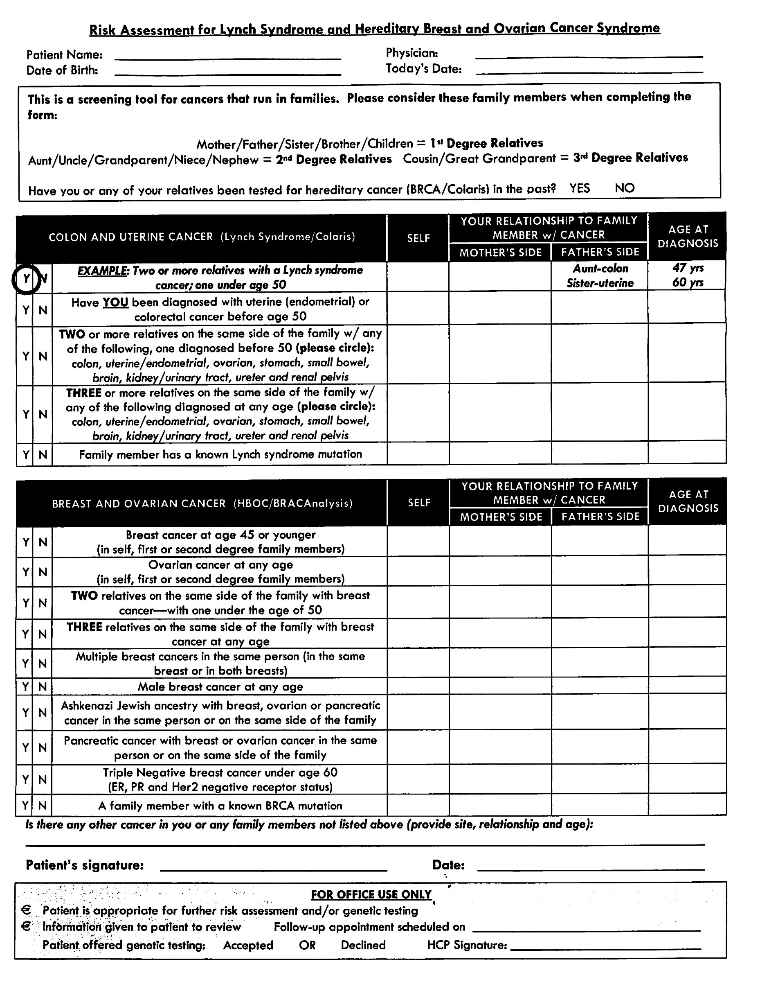 Risk Assessment for Lynch Syndrome and Hereditary Breast and Ovarian Cancer Syndrome
Patient Name:
Physician:
Date of Birth:
Today's Date:
This is a screening tool for cancers that run in families. Please consider these family members when completing the
form:
Mother/Father/Sister/Brother/Children = 1st Degree Relatives
Aunt/Uncle/Grandparent/Niece/Nephew = 2nd Degree Relatives Cousin/Great Grandparent = 3rd Degree Relatives
Have you or any of your relatives been tested for hereditary cancer (BRCA/Colaris) in the past? YES NO
COLON AND UTERINE CANCER (Lynch Syndrome/Colaris)
SELF
YOUR RELATIONSHIP TO FAMILY
MEMBER w/ CANCER
MOTHER'S SIDE
FATHER'S SIDE
AGE AT
DIAGNOSIS
Y N
EXAMPLE: Two or more relatives with a Lynch syndrome
cancer; one under age 50
Aunt-colon
Sister-uterine
47 yrs
60 yrs
Y N
Have YOU been diagnosed with uterine (endometrial) or
colorectal cancer before age 50
Y N
TWO or more relatives on the same side of the family w/ any
of the following, one diagnosed before 50 (please circle):
colon, uterine/endometrial, ovarian, stomach, small bowel,
brain, kidney/urinary tract, ureter and renal pelvis
Y N
THREE or more relatives on the same side of the family w/
any of the following diagnosed at any age (please circle):
colon, uterine/endometrial, ovarian, stomach, small bowel,
brain, kidney/urinary tract, ureter and renal pelvis
Y N
Family member has a known Lynch syndrome mutation
BREAST AND OVARIAN CANCER (HBOC/BRACAnalysis)
SELF
YOUR RELATIONSHIP TO FAMILY
MEMBER w/ CANCER
MOTHER'S SIDE
FATHER'S SIDE
AGE AT
DIAGNOSIS
Y N
Breast cancer at age 45 or younger
(in self, first or second degree family members)
Y N
Ovarian cancer at any age
(in self, first or second degree family members)
Y N
TWO relatives on the same side of the family with breast
cancer—with one under the age of 50
Y N
THREE relatives on the same side of the family with breast
cancer at any age
Y N
Multiple breast cancers in the same person (in the same
breast or in both breasts)
Y N
Male breast cancer at any age
Y N
Ashkenazi Jewish ancestry with breast, ovarian or pancreatic
cancer in the same person or on the same side of the family
Y N
Pancreatic cancer with breast or ovarian cancer in the same
person or on the same side of the family
Y N
Triple Negative breast cancer under age 60
(ER, PR and Her2 negative receptor status)
Y N
A family member with a known BRCA mutation
Is there any other cancer in you or any family members not listed above (provide site, relationship and age):
Patient's signature:
Date:
FOR OFFICE USE ONLY
€ Patient is appropriate for further risk assessment and/or genetic testing
€ Information given to patient to review Follow-up appointment scheduled on
Patient offered genetic testing: Accepted OR Declined HCP Signature: